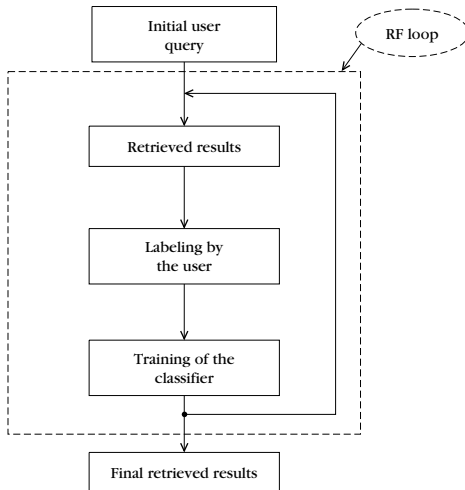 Initial user
query
RF loop
Retrieved results
Labeling by
the user
Training of the
classifier
Final retrieved results